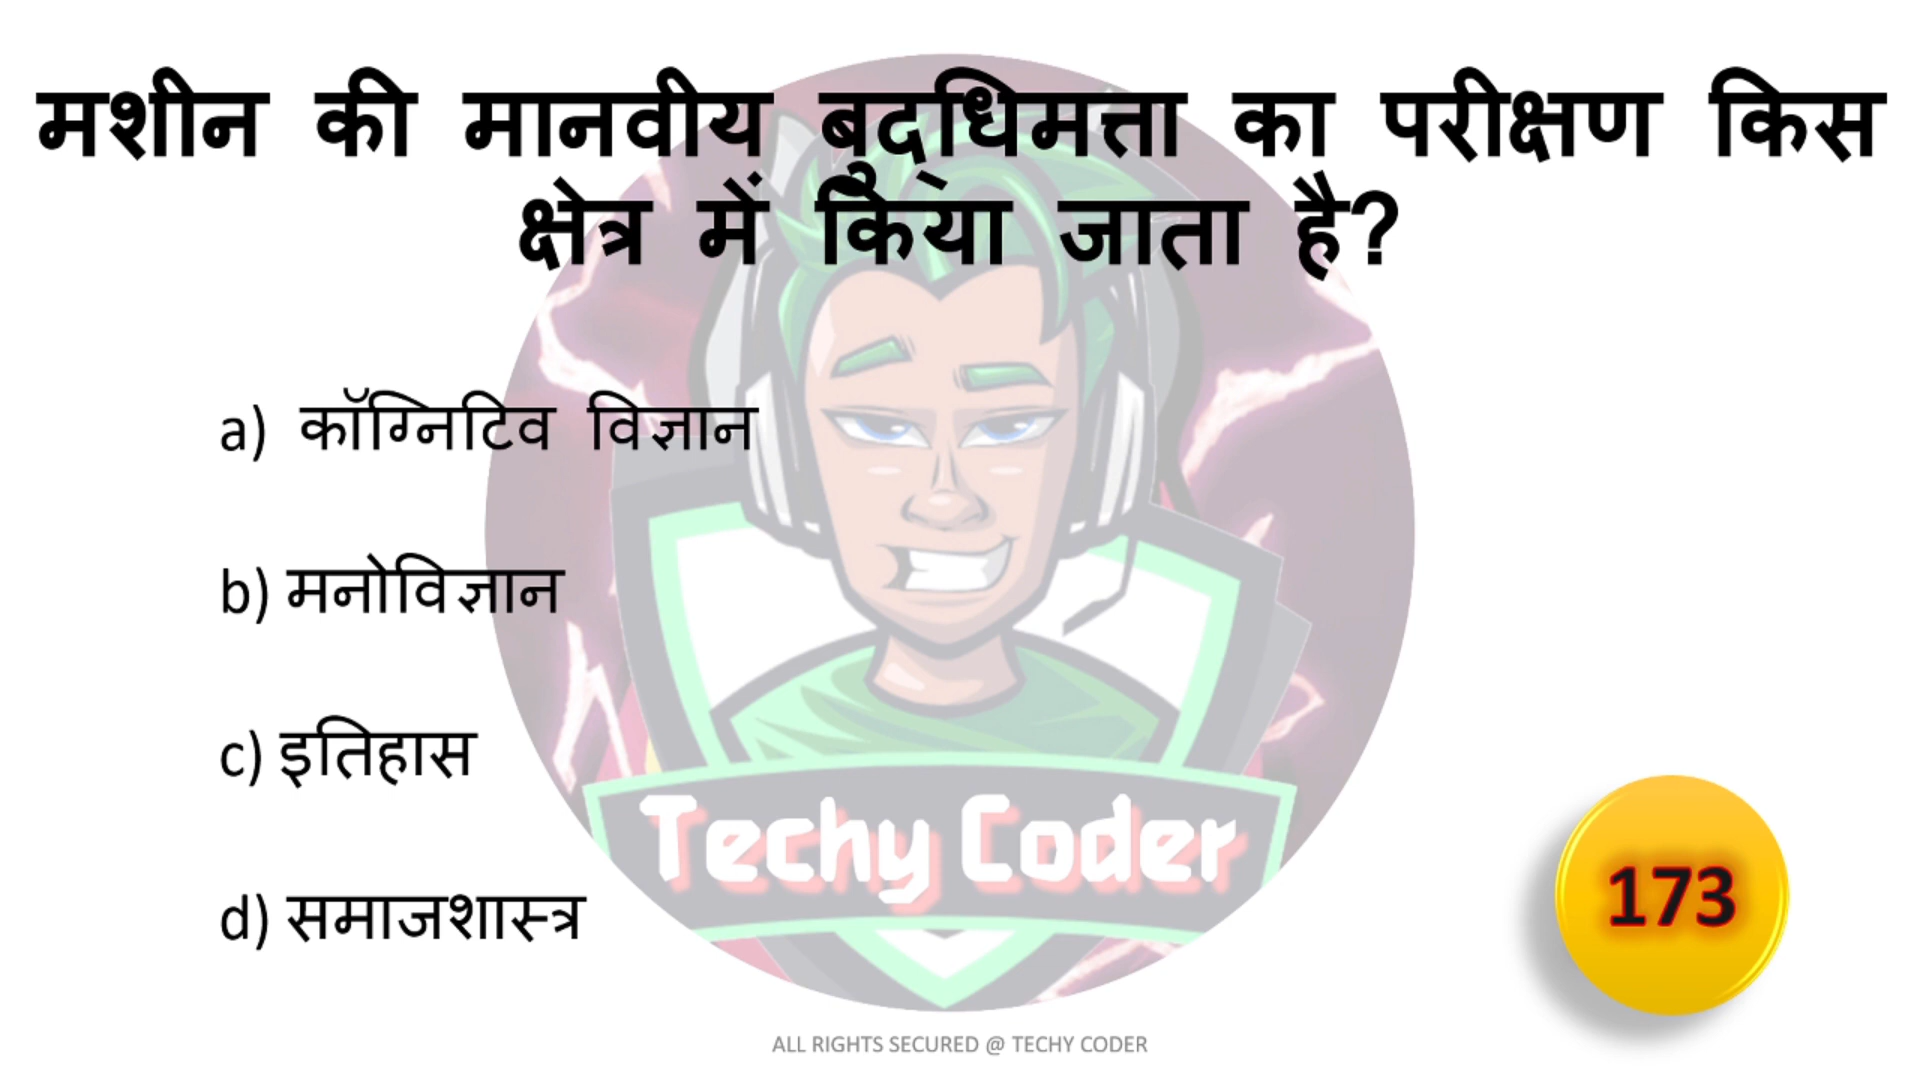 मशीन की मानवीय बुद्धिमत्ता का परीक्षण किस
क्षेत्र में किया जाता है?
a) कॉग्निटिव विज्ञान
b) मनोविज्ञान
c) इतिहास
d) समाजशास्त्र
Techy Coder
173
ALL RIGHTS SECURED @ TECHY CODER